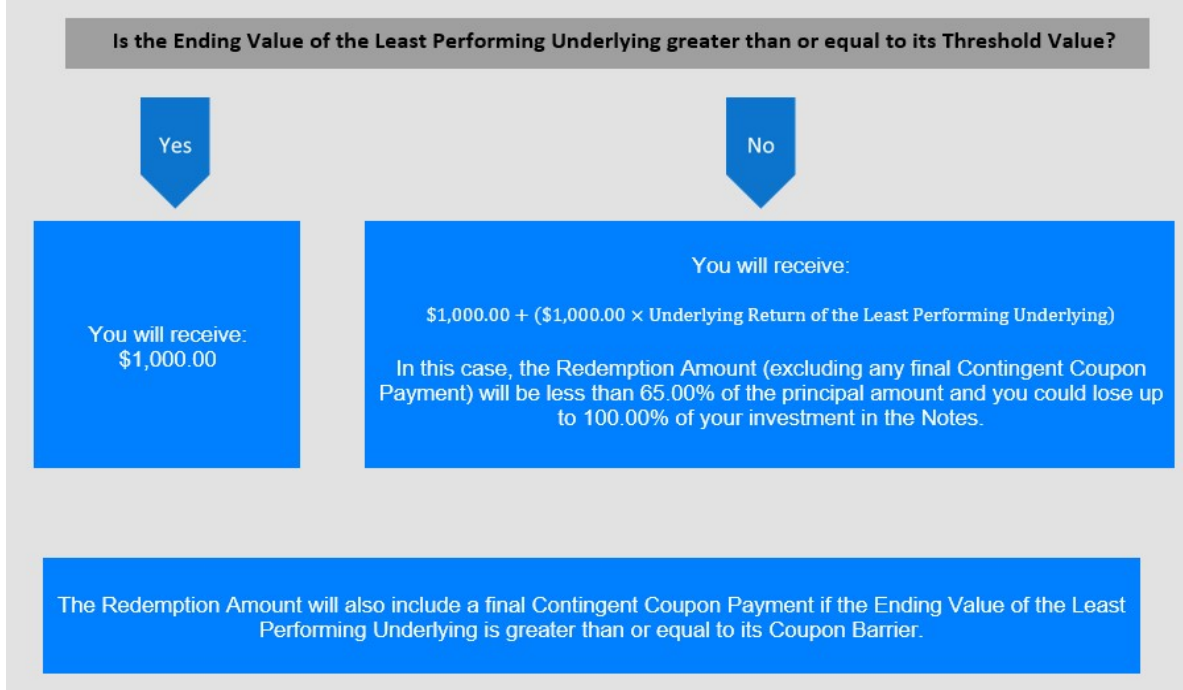 Is the Ending Value of the Least Performing Underlying greater than or equal to its Threshold Value?
Yes
No
You will receive:
$1,000.00
You will receive:
$1,000.00 + ($1,000.00 × Underlying Return of the Least Performing Underlying)
In this case, the Redemption Amount (excluding any final Contingent Coupon
Payment) will be less than 65.00% of the principal amount and you could lose up
to 100.00% of your investment in the Notes.
The Redemption Amount will also include a final Contingent Coupon Payment if the Ending Value of the Least
Performing Underlying is greater than or equal to its Coupon Barrier.